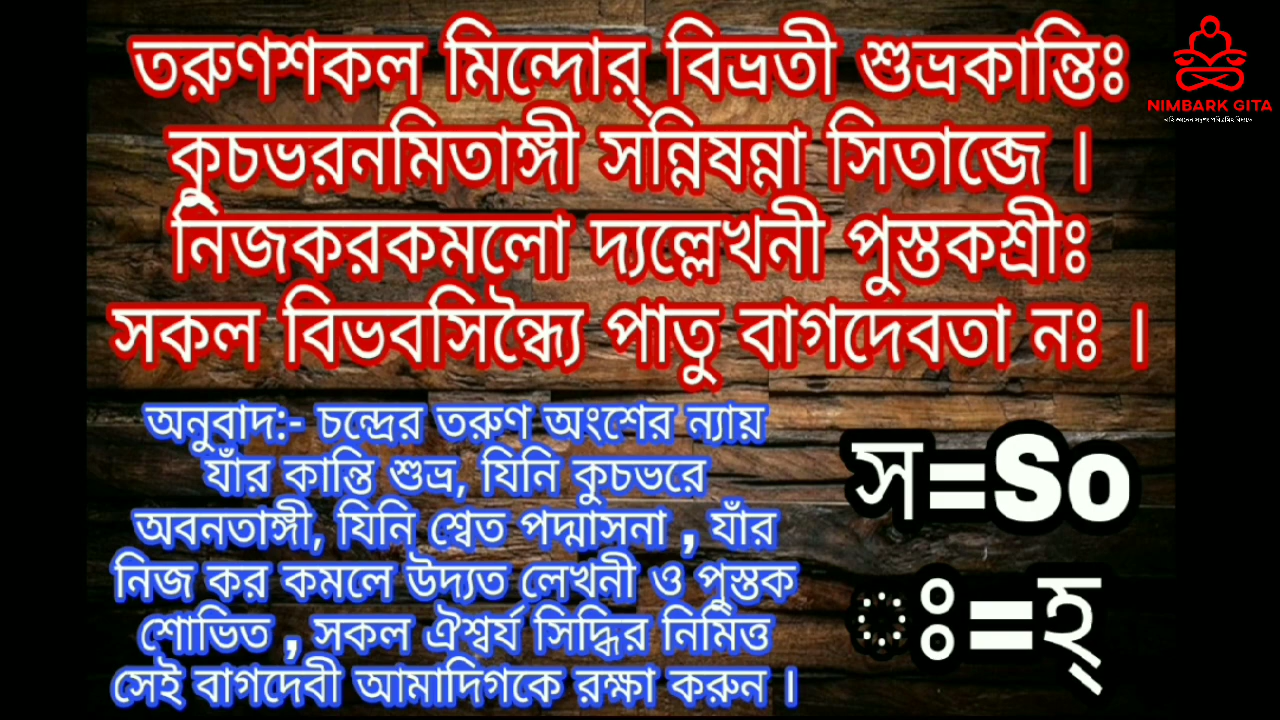 তরুণশকল মিন্দোর্ বিভ্রতী শুভ্রকান্তিঃ
কুচভরনমিতাঙ্গী সন্নিষন্না সিতাব্জে ।
নিজকরকমলো দ্যল্লেখনী পুস্তকশ্রীঃ
সকল বিভবসিন্ধ্যৈ পাতু বাগদেবতা নঃ ।
অনুবাদ:- চন্দ্রের তরুণ অংশের ন্যায়
যাঁর কান্তি শুভ্র, যিনি কুচভরে
অবনতাঙ্গী, যিনি শ্বেত পদ্মাসনা , যাঁর
নিজ কর কমলে উদ্যত লেখনী ও পুস্তক
শোভিত , সকল ঐশ্বর্য সিদ্ধির নিমিত্ত
সেই বাগদেবী আমাদিগকে রক্ষা করুন ।
স=So
ঃ=হ্
NIMBARK GITA